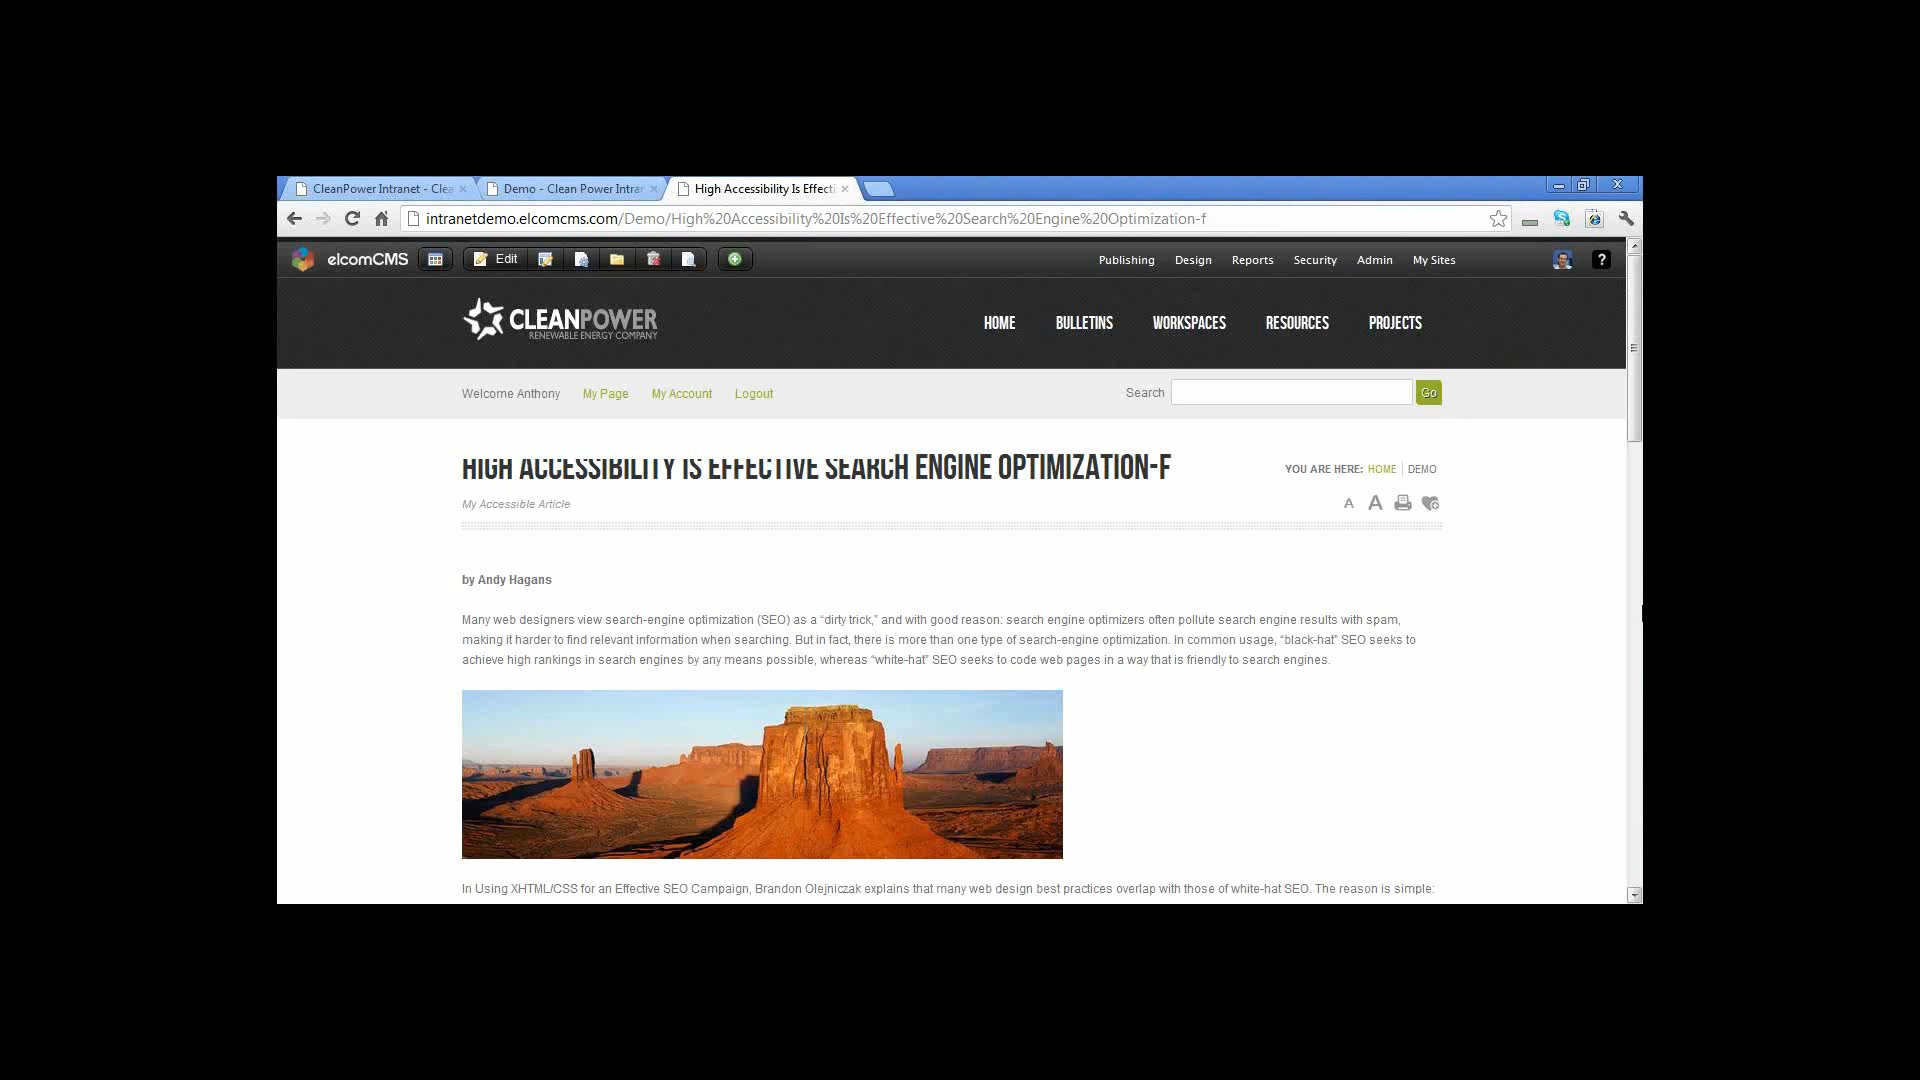 CleanPower Intranet - Clea
Demo - Clean Power Intran
High Accessibility Is Effecti
intranetdemo.elcomcms.com/Demo/High%20Accessibility%20Is%20Effective%20Search%20Engine%20Optimization-f
elcomCMS
Edit
Publishing
Design
Reports
Security
Admin
My Sites
?
CLEANPOWER
RENEWABLE ENERGY COMPANY
HOME
BULLETINS
WORKSPACES
RESOURCES
PROJECTS
Welcome Anthony
My Page
My Account
Logout
Search
Go
HIGH ACCESSIBILITY IS EFFECTIVE SEARCH ENGINE OPTIMIZATION-F
YOU ARE HERE: HOME DEMO
My Accessible Article
A A
by Andy Hagans
Many web designers view search-engine optimization (SEO) as a “dirty trick,” and with good reason: search engine optimizers often pollute search engine results with spam,
making it harder to find relevant information when searching. But in fact, there is more than one type of search-engine optimization. In common usage, “black-hat” SEO seeks to
achieve high rankings in search engines by any means possible, whereas “white-hat” SEO seeks to code web pages in a way that is friendly to search engines.
In Using XHTML/CSS for an Effective SEO Campaign, Brandon Olejniczak explains that many web design best practices overlap with those of white-hat SEO. The reason is simple: